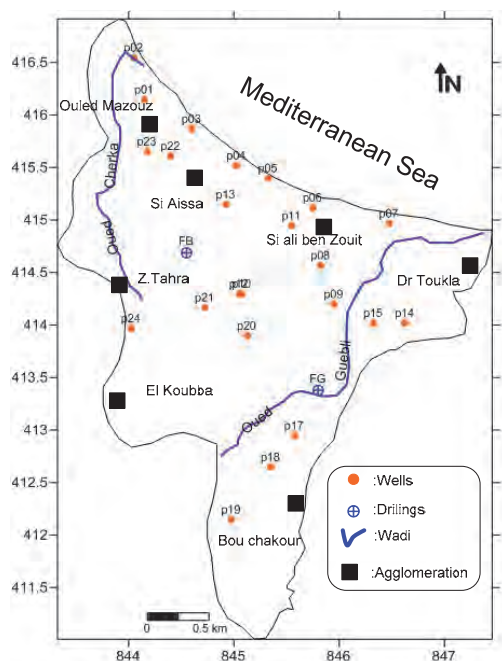 416.5
416
415.5
415
414.5
414
413.5
413
412.5
412
411.5
844
845
846
847
N
Mediterranean Sea
p02
p01
Ouled Mazouz
p03
p23
p22
p04
p05
Cherka
Oued
Si Aissa
p13
p06
p11
p07
Si ali ben Zouit
FB
p08
Dr Toukla
Z.Tahra
p21
p09
p24
p20
p15
p14
Guebli
Oued
FG
El Koubba
p17
p18
p19
Bou chakour
:Wells
:Drilings
:Wadi
:Agglomeration
0
0.5 km